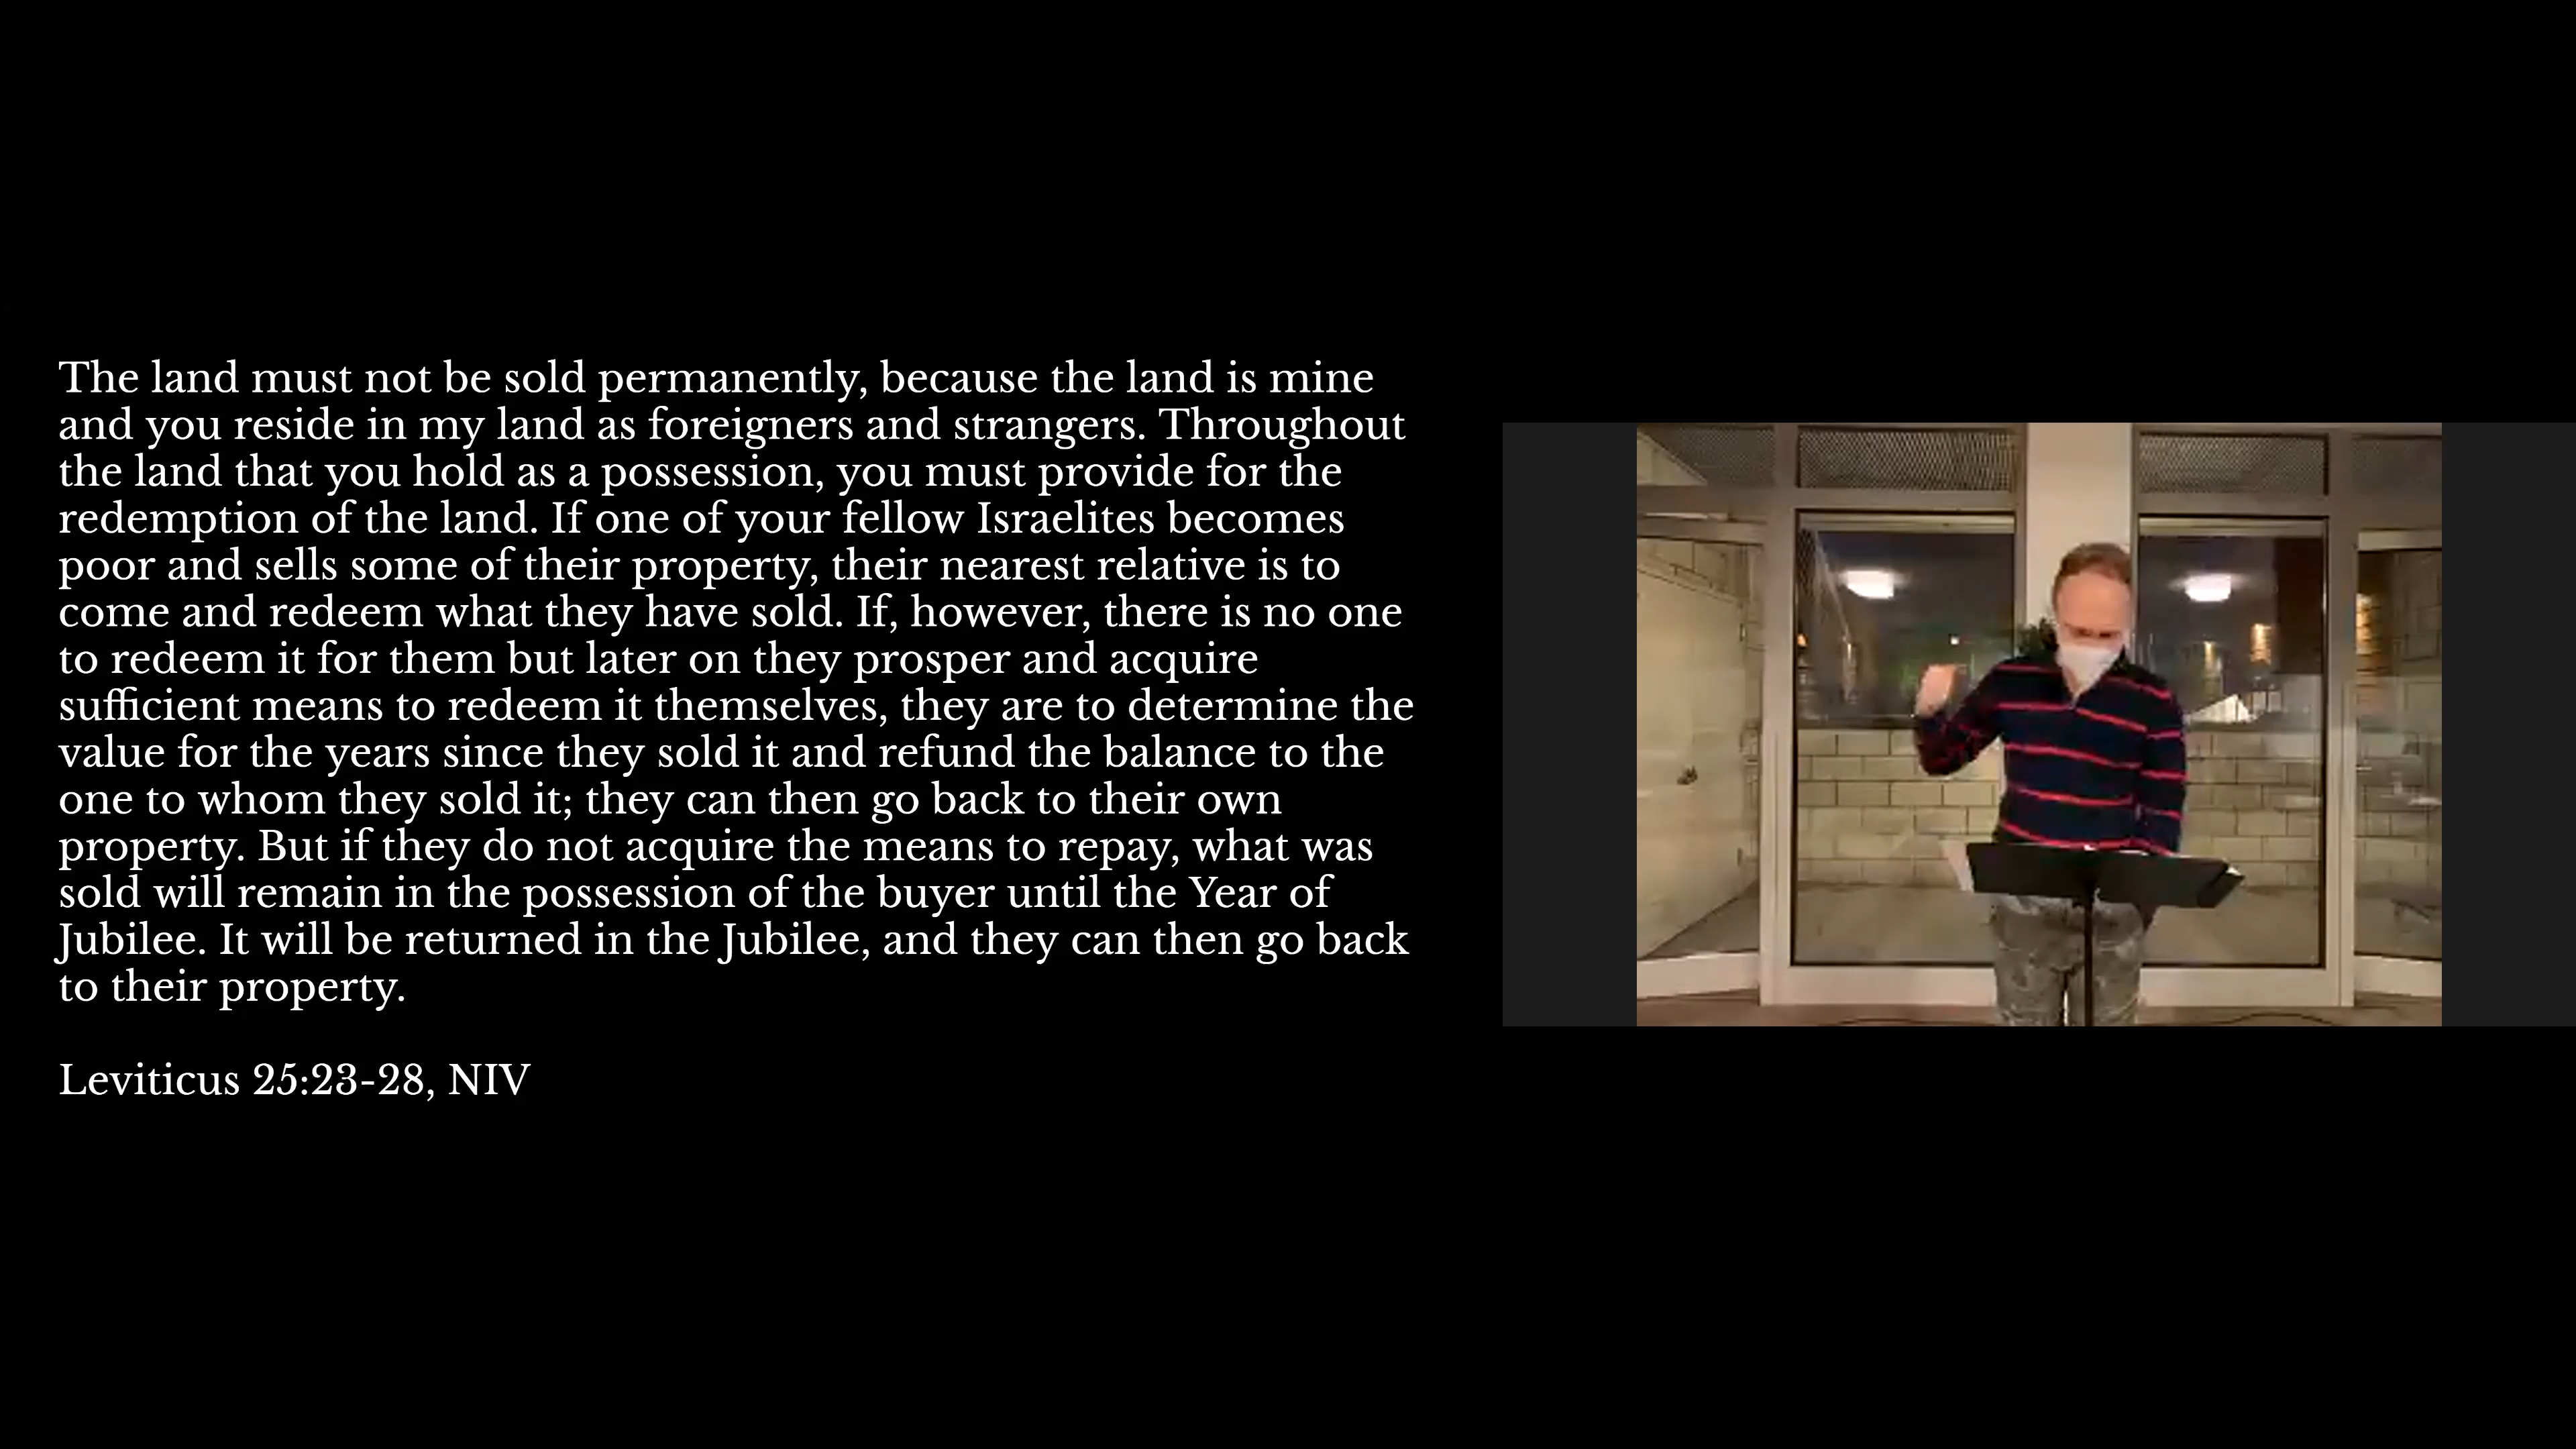 The land must not be sold permanently, because the land is mine
and you reside in my land as foreigners and strangers. Throughout
the land that you hold as a possession, you must provide for the
redemption of the land. If one of your fellow Israelites becomes
poor and sells some of their property, their nearest relative is to
come and redeem what they have sold. If, however, there is no one
to redeem it for them but later on they prosper and acquire
sufficient means to redeem it themselves, they are to determine the
value for the years since they sold it and refund the balance to the
one to whom they sold it; they can then go back to their own
property. But if they do not acquire the means to repay, what was
sold will remain in the possession of the buyer until the Year of
Jubilee. It will be returned in the Jubilee, and they can then go back
to their property.
Leviticus 25:23-28, NIV